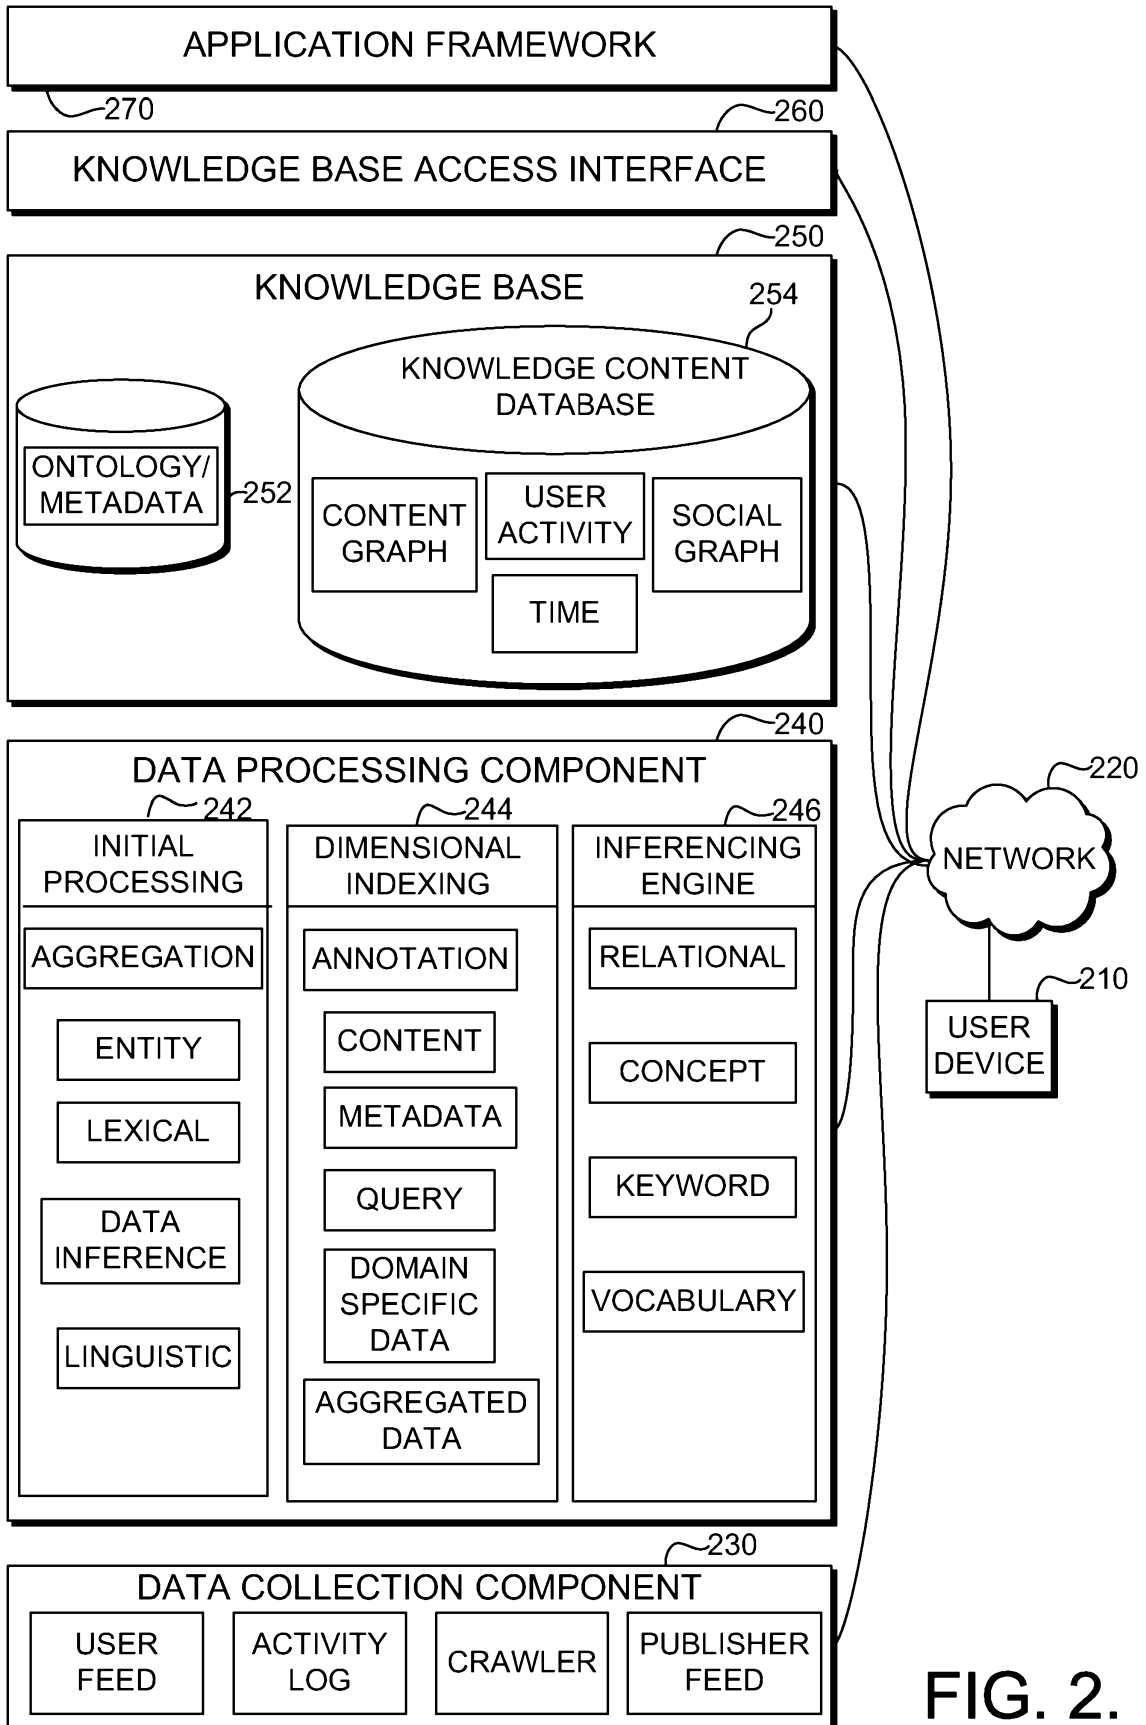 APPLICATION FRAMEWORK
270
260
KNOWLEDGE BASE ACCESS INTERFACE
250
KNOWLEDGE BASE
254
KNOWLEDGE CONTENT
DATABASE
ONTOLOGY/
METADATA
252
CONTENT
GRAPH
USER
ACTIVITY
SOCIAL
GRAPH
TIME
240
DATA PROCESSING COMPONENT
242
INITIAL
PROCESSING
AGGREGATION
ENTITY
LEXICAL
DATA
INFERENCE
LINGUISTIC
244
DIMENSIONAL
INDEXING
ANNOTATION
CONTENT
METADATA
QUERY
DOMAIN
SPECIFIC
DATA
AGGREGATED
DATA
246
INFERENCING
ENGINE
RELATIONAL
CONCEPT
KEYWORD
VOCABULARY
220
NETWORK
210
USER
DEVICE
230
DATA COLLECTION COMPONENT
USER
FEED
ACTIVITY
LOG
CRAWLER
PUBLISHER
FEED
FIG. 2.